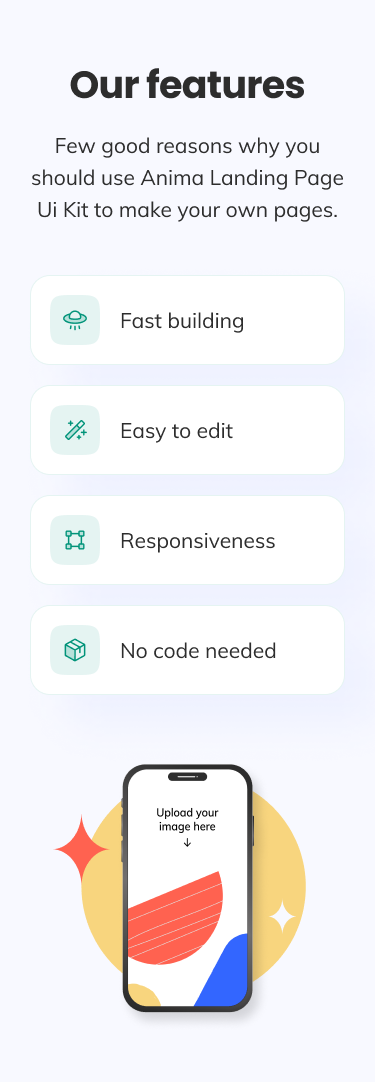 Our features
Few good reasons why you
should use Anima Landing Page
Ui Kit to make your own pages.
Fast building
Easy to edit
Responsiveness
No code needed
Upload your
image here
↓